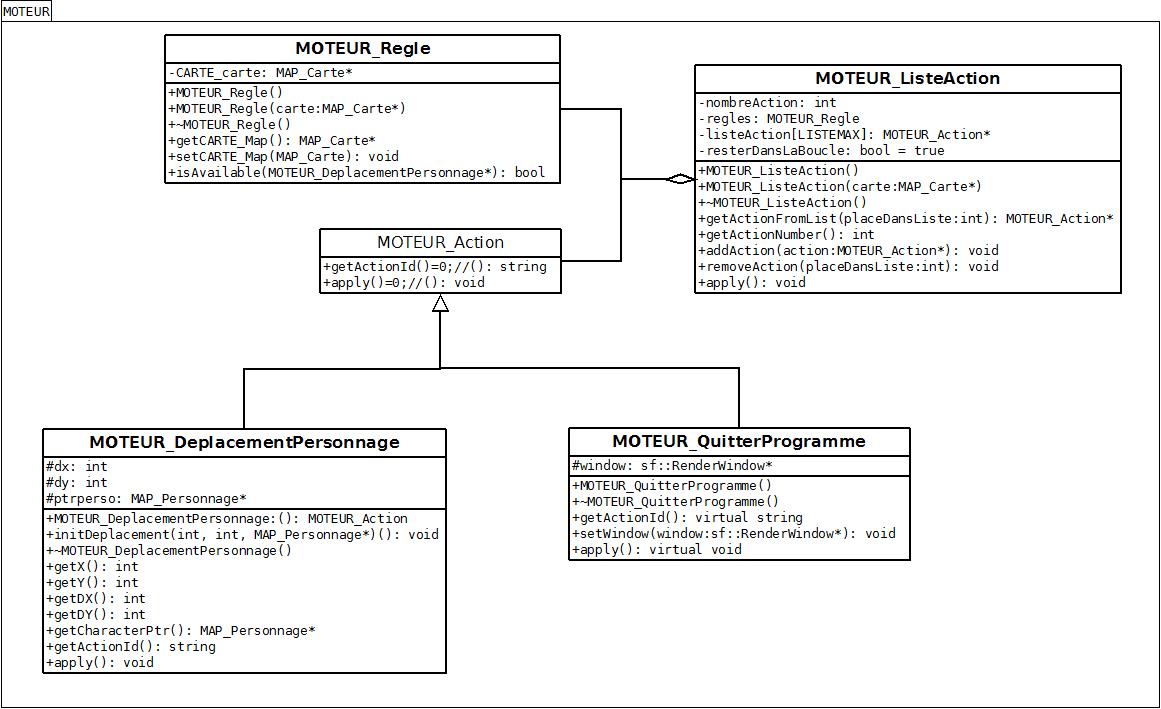 MOTEUR
MOTEUR_Regle
-CARTE_carte: MAP_Carte*
+MOTEUR_Regle()
+MOTEUR_Regle(carte:MAP_Carte*)
+~MOTEUR_Regle()
+getCARTE_Map(): MAP_Carte*
+setCARTE_Map(MAP_Carte): void
+isAvailable(MOTEUR_DeplacementPersonnage*): bool
MOTEUR_ListeAction
-nombreAction: int
-regles: MOTEUR_Regle
-listeAction[LISTEMAX]: MOTEUR_Action*
-resterDansLaBoucle: bool = true
+MOTEUR_ListeAction()
+MOTEUR_ListeAction(carte:MAP_Carte*)
+~MOTEUR_ListeAction()
+getActionFromList(placeDansListe:int): MOTEUR_Action*
+getActionNumber(): int
+addAction(action:MOTEUR_Action*): void
+removeAction(placeDansListe:int): void
+apply(): void
MOTEUR_Action
+getActionId()=0;//(): string
+apply()=0;//(): void
MOTEUR_DeplacementPersonnage
#dx: int
#dy: int
#ptrperso: MAP_Personnage*
+MOTEUR_DeplacementPersonnage:(): MOTEUR_Action
+initDeplacement(int, int, MAP_Personnage*)(): void
+~MOTEUR_DeplacementPersonnage()
+getX(): int
+getY(): int
+getDX(): int
+getDY(): int
+getCharacterPtr(): MAP_Personnage*
+getActionId(): string
+apply(): void
MOTEUR_QuitterProgramme
#window: sf::RenderWindow*
+MOTEUR_QuitterProgramme()
+~MOTEUR_QuitterProgramme()
+getActionId(): virtual string
+setWindow(window:sf::RenderWindow*): void
+apply(): virtual void